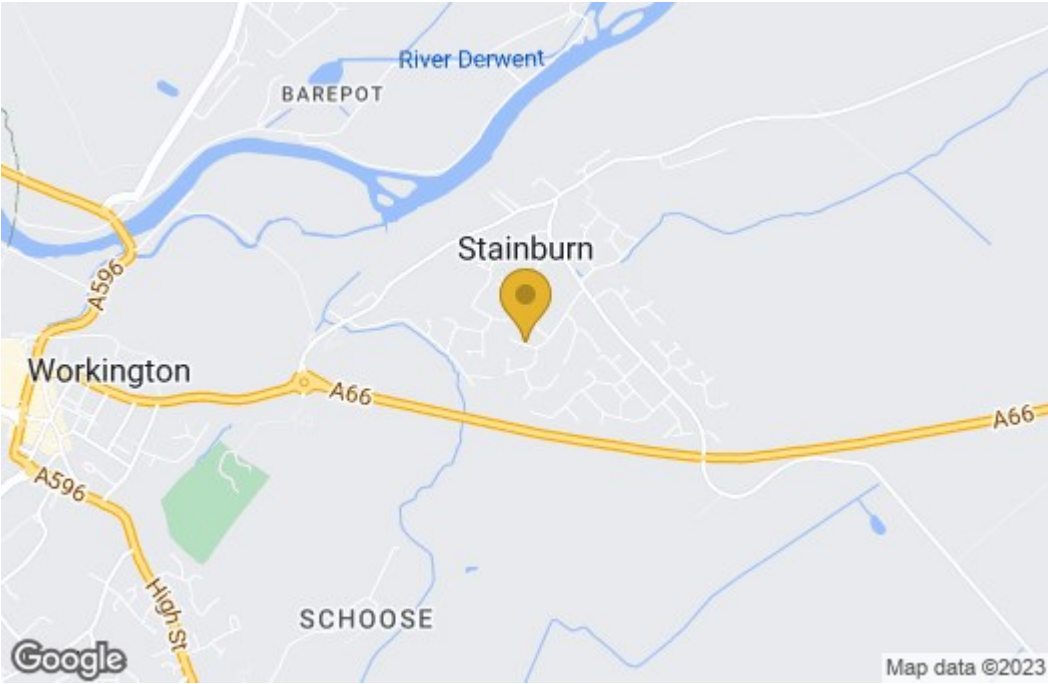 River Derwent
BAREPOT
Stainburn
A596
Workington
A66
A66
A596
High St
SCHOOSE
Google
Map data ©2023